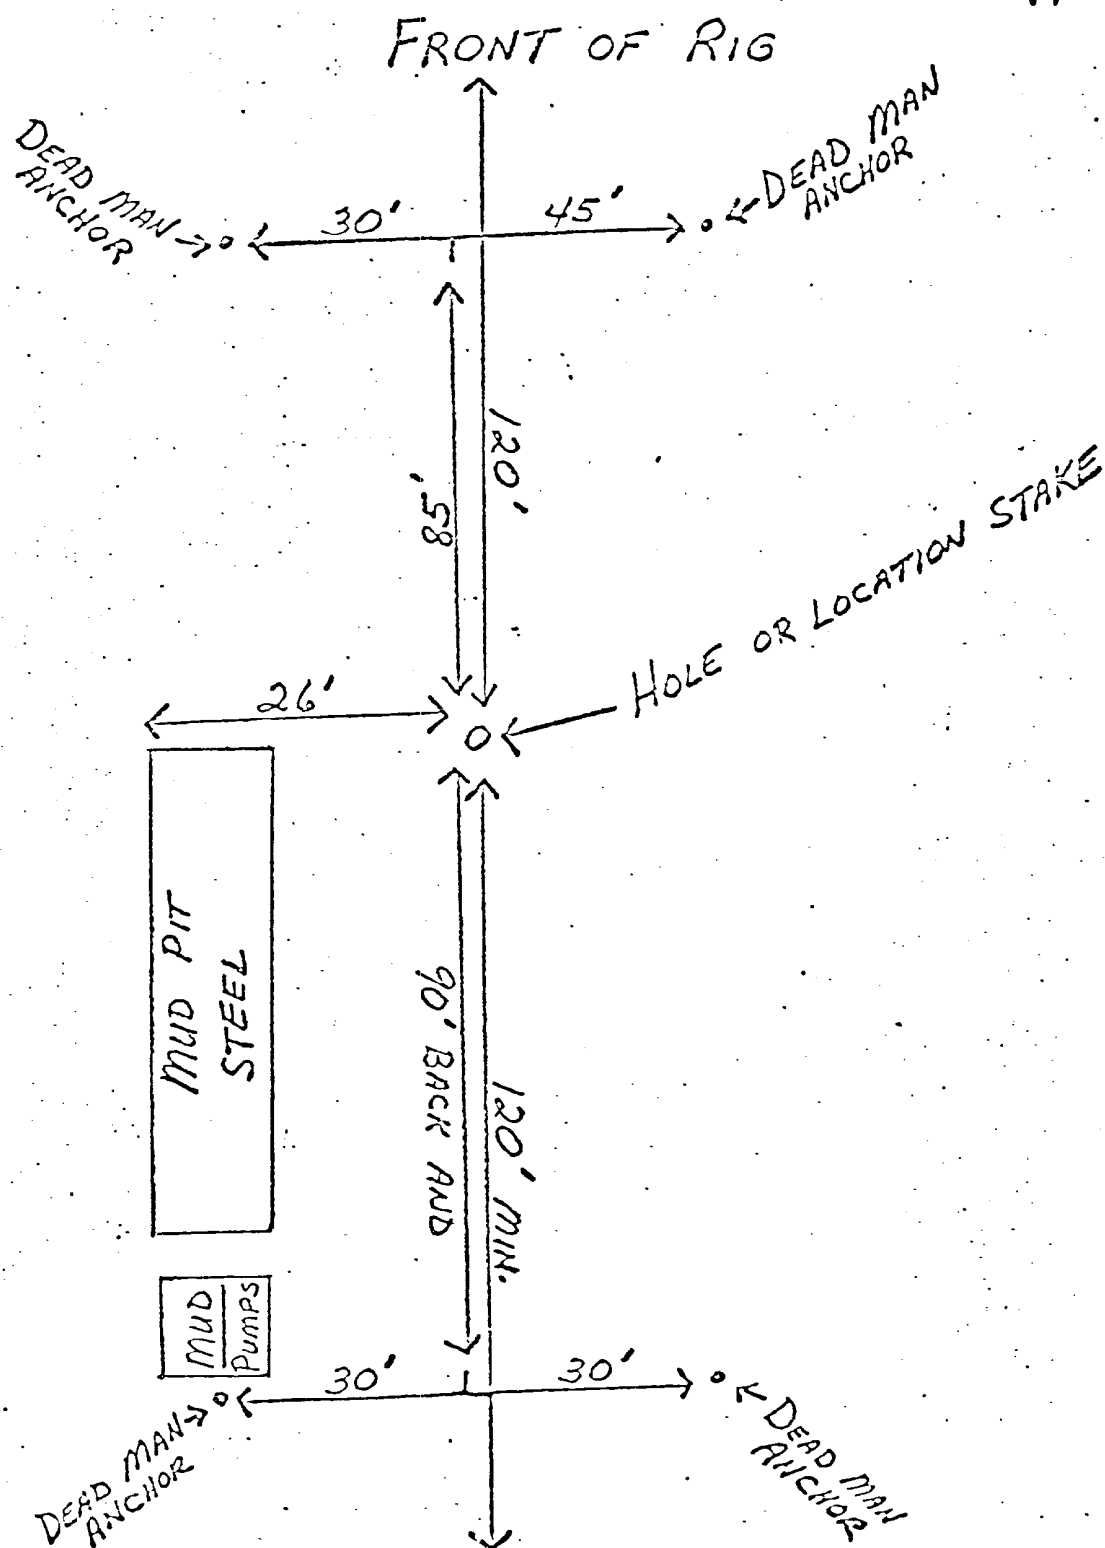 FRONT OF RIG
DEAD MAN
ANCHOR
DEAD MAN
ANCHOR
30'
45'
85'
120'
HOLE OR LOCATION STAKE
26'
O
MUD PIT
STEEL
90' BACK AND
120' MIN.
MUD
PUMPS
30'
30'
DEAD MAN
ANCHOR
DEAD MAN
ANCHOR